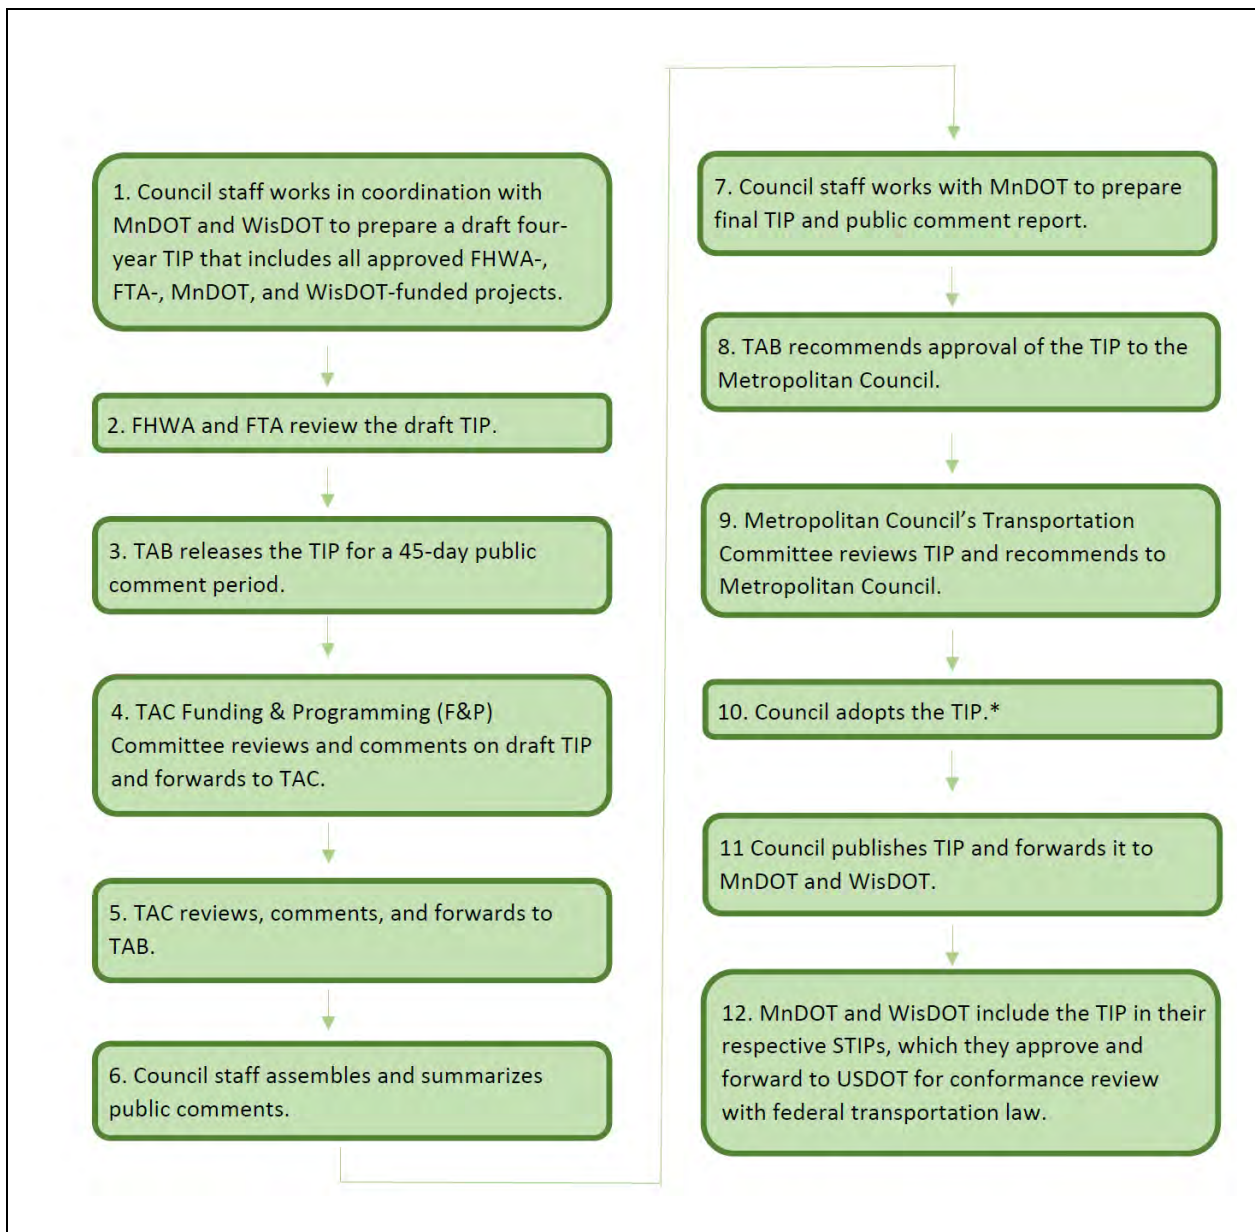 1. Council staff works in coordination with
MnDOT and WisDOT to prepare a draft four-
year TIP that includes all approved FHWA-,
FTA-, MnDOT, and WisDOT-funded projects.
2. FHWA and FTA review the draft TIP.
3. TAB releases the TIP for a 45-day public
comment period.
4. TAC Funding & Programming (F&P)
Committee reviews and comments on draft TIP
and forwards to TAC.
5. TAC reviews, comments, and forwards to
TAB.
6. Council staff assembles and summarizes
public comments.
7. Council staff works with MnDOT to prepare
final TIP and public comment report.
8. TAB recommends approval of the TIP to the
Metropolitan Council.
9. Metropolitan Council’s Transportation
Committee reviews TIP and recommends to
Metropolitan Council.
10. Council adopts the TIP.*
11 Council publishes TIP and forwards it to
MnDOT and WisDOT.
12. MnDOT and WisDOT include the TIP in their
respective STIPs, which they approve and
forward to USDOT for conformance review
with federal transportation law.